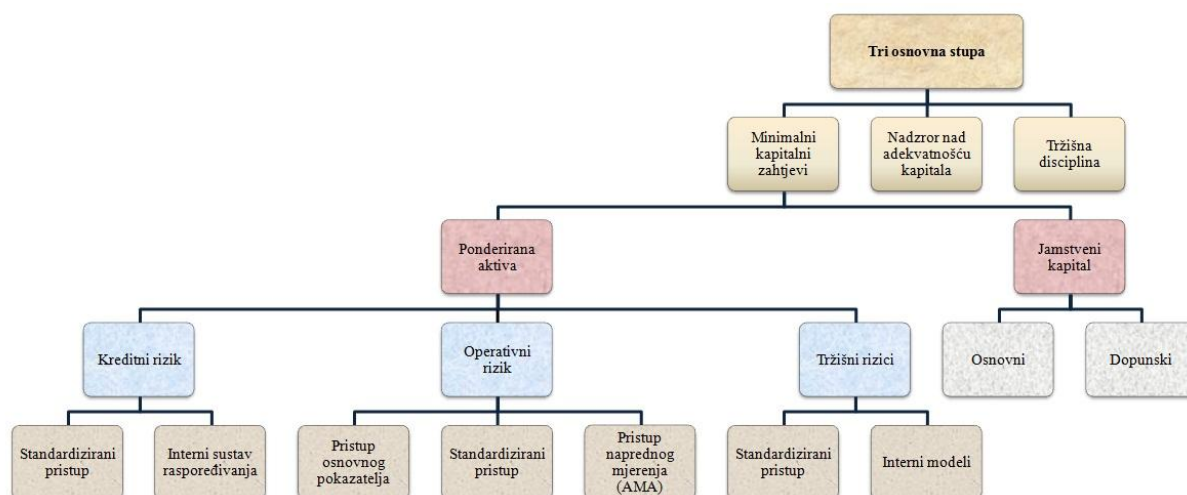 Tri osnovna stupa
Minimalni
kapitalni
zahtjevi
Nadzror nad
adekvatnošću
kapitala
Tržišna
disciplina
Ponderirana
aktiva
Jamstveni
kapital
Kreditni rizik
Operativni
rizik
Tržišni rizici
Osnovni
Dopunski
Standardizirani
pristup
Interni sustav
raspoređivanja
Pristup
osnovnog
pokazatelja
Standardizirani
pristup
Pristup
naprednog
mjerenja
(AMA)
Standardizirani
pristup
Interni modeli